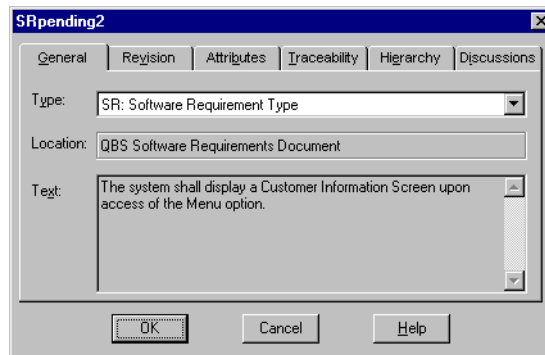 SRpending2
General Revision Attributes Traceability Hierarchy Discussions
Type: SR: Software Requirement Type
Location: QBS Software Requirements Document
Text: The system shall display a Customer Information Screen upon
access of the Menu option.
OK Cancel Help